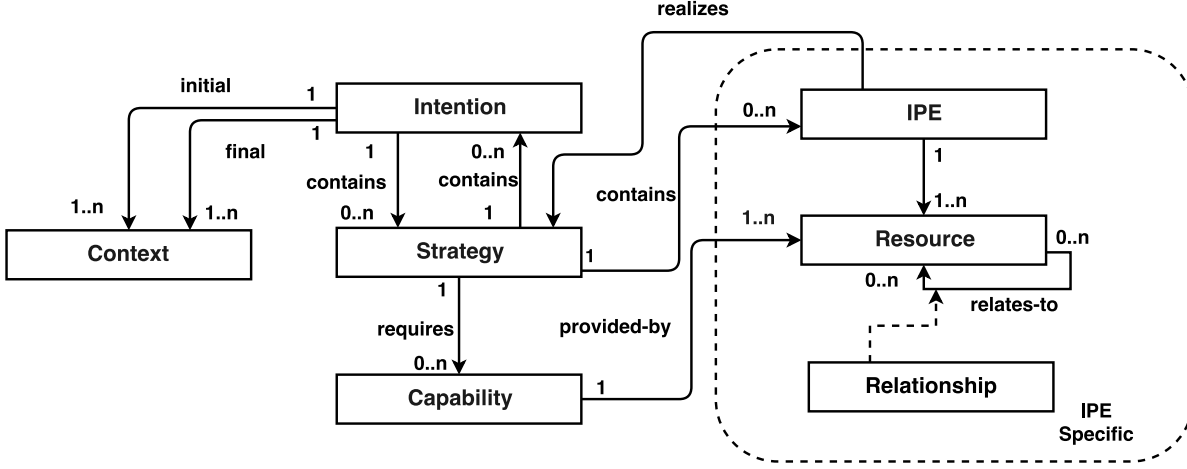 realizes
initial
1
Intention
1
final
1
contains
0..n
0..n
contains
1
1..n
1..n
Context
Strategy
1
contains
0..n
IPE
1
1..n
1..n
Resource
0..n
0..n
relates-to
1
requires
0..n
provided-by
Capability
1
Relationship
IPE
Specific